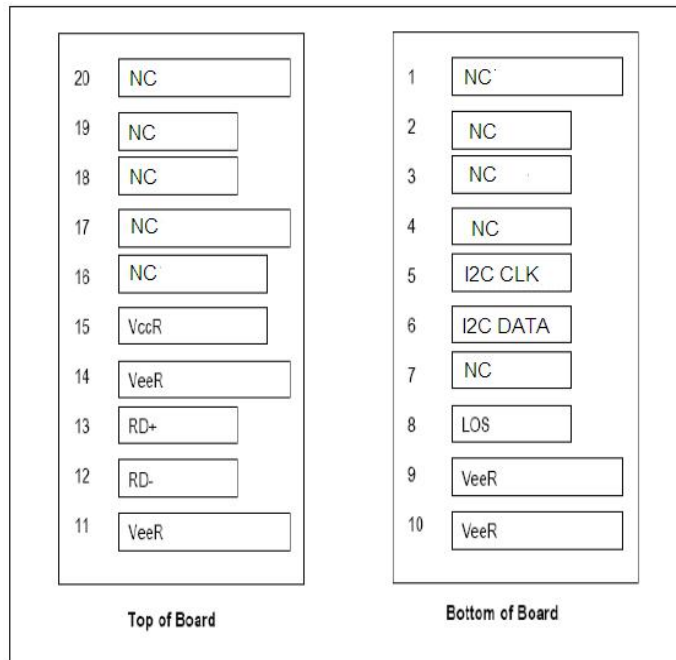 20 NC
19 NC
18 NC
17 NC
16 NC
15 VccR
14 VeeR
13 RD+
12 RD-
11 VeeR
Top of Board
1 NC
2 NC
3 NC
4 NC
5 I2C CLK
6 I2C DATA
7 NC
8 LOS
9 VeeR
10 VeeR
Bottom of Board